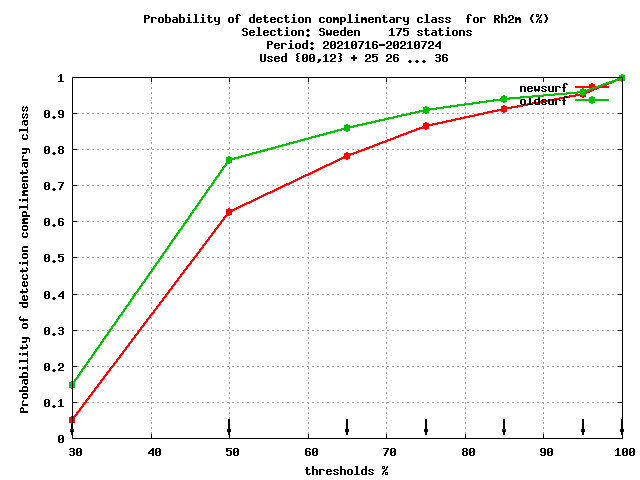 Probability of detection complimentary class  for Rh2m (%)
Selection: Sweden    175 stations
Period: 20210716-20210724
Used {00,12} + 25 26 ... 36
Probability of detection complimentary class
1
0.9
0.8
0.7
0.6
0.5
0.4
0.3
0.2
0.1
0
newsurf
oldsurf
30 40 50 60 70 80 90 100
thresholds %